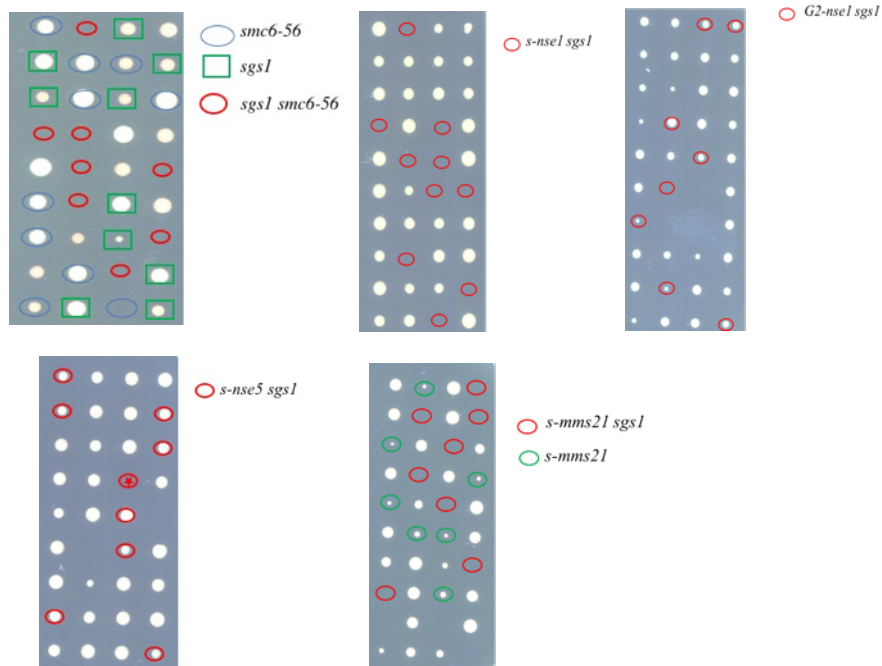 smc6-56
sgs1
sgs1 smc6-56
s-nse1 sgs1
G2-nse1 sgs1
s-nse5 sgs1
s-mms21 sgs1
s-mms21